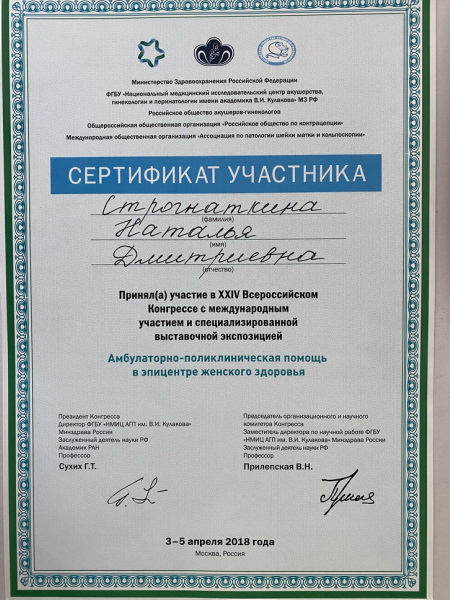 Министерство Здравоохранения Российской Федерации
ФГБУ «Национальный медицинский исследовательский центр акушерства,
гинекологии и перинатологии имени академика В.И. Кулакова» МЗ РФ
Российское общество акушеров-гинекологов
Общероссийская общественная организация «Российское общество по контрацепции»
Международная общественная организация «Ассоциация по патологии шейки матки и кольпоскопии»
СЕРТИФИКАТ УЧАСТНИКА
Строгнаткина
(фамилия)
Наталья
(имя)
Дмитриевна
(отчество)
Принял(а) участие в XXIV Всероссийском
Конгрессе с международным
участием и специализированной
выставочной экспозицией
Амбулаторно-поликлиническая помощь
в эпицентре женского здоровья
Президент Конгресса
Директор ФГБУ «НМИЦ АГП им. В.И. Кулакова»
Минздрава России
Заслуженный деятель науки РФ
Академик РАН
Профессор
Сухих Г.Т.
Председатель организационного и научного
комитетов Конгресса
Заместитель директора по научной работе ФГБУ
«НМИЦ АГП им. В.И. Кулакова» Минздрава России
Заслуженный деятель науки РФ
Профессор
Прилепская В.Н.
3–5 апреля 2018 года
Москва, Россия